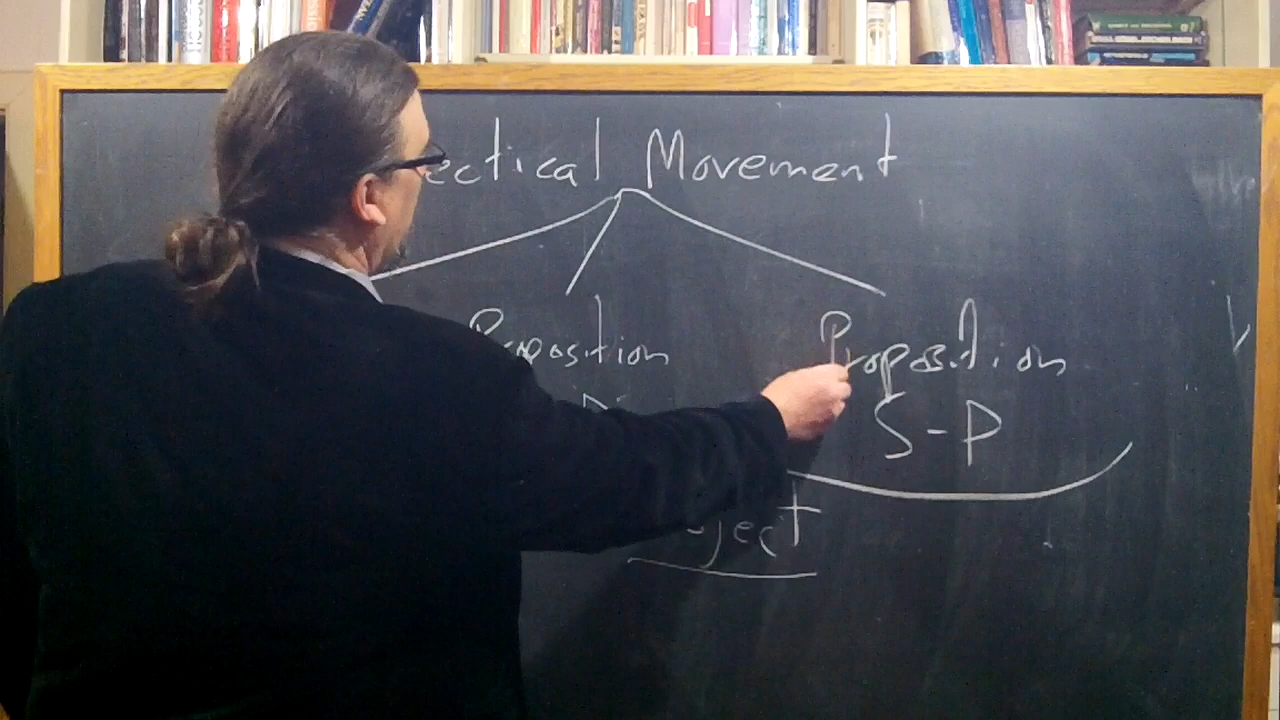 ectical Movement
Proposition Proposition
S-P
ject